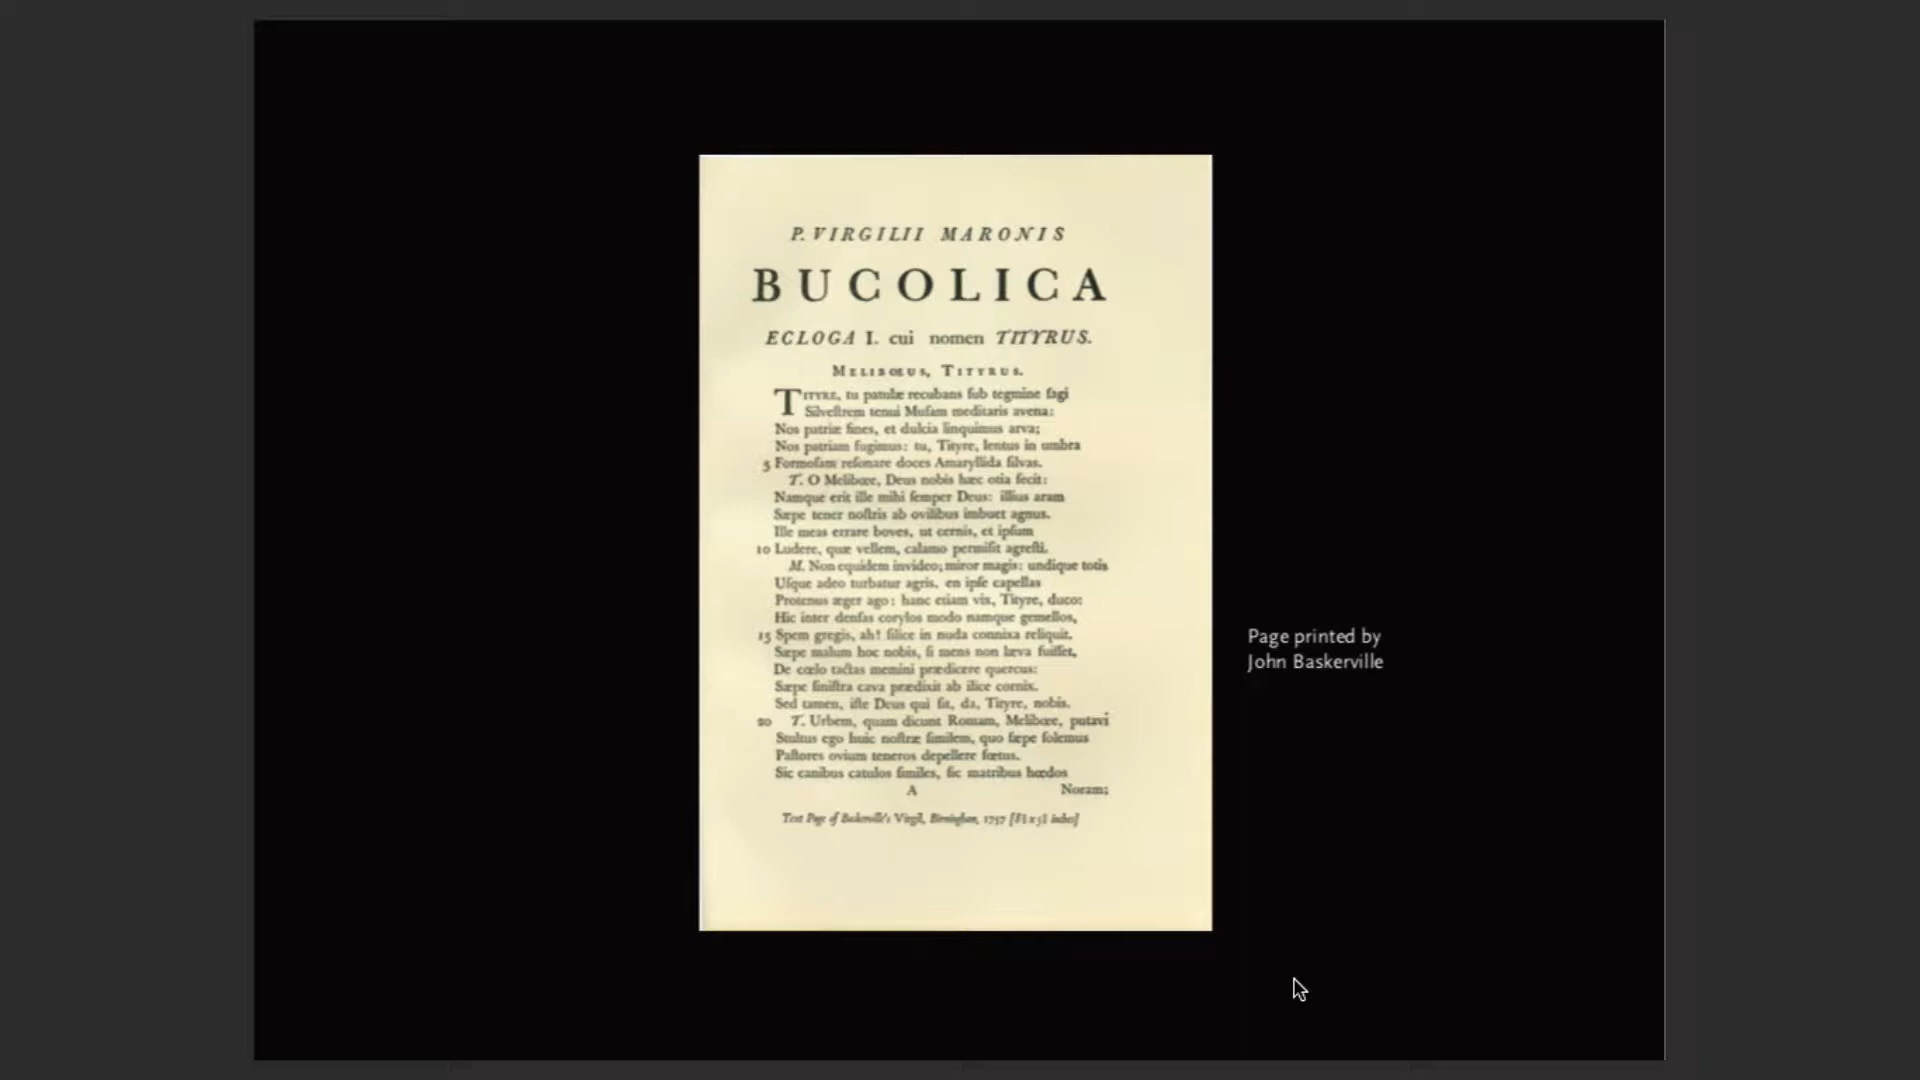 P. VIRGILII MARONIS
BUCOLICA
ECLOGA I. cui nomen TITYRUS.
MELIBŒUS, TITYRUS.
TITYRE, tu patulæ recubans ſub tegmine fagi
Silveſtrem tenui Muſam meditaris avena:
Nos patriæ fines, et dulcia linquimus arva;
Nos patriam fugimus: tu, Tityre, lentus in umbra
5 Formoſam reſonare doces Amaryllida ſilvas.
T. O Melibœe, Deus nobis hæc otia fecit:
Namque erit ille mihi ſemper Deus: illius aram
Sæpe tener noſtris ab ovilibus imbuet agnus.
Ille meas errare boves, ut cernis, et ipſum
10 Ludere, quæ vellem, calamo permiſit agreſti.
M. Non equidem invideo; miror magis: undique totis
Uſque adeo turbatur agris. en ipſe capellas
Protenus æger ago: hanc etiam vix, Tityre, duco:
Hic inter denſas corylos modo namque gemellos,
15 Spem gregis, ah! ſilice in nuda connixa reliquit.
Sæpe malum hoc nobis, ſi mens non læva fuiſſet,
De cœlo tactas memini prædicere quercus:
Sæpe ſiniſtra cava prædixit ab ilice cornix.
Sed tamen, iſte Deus qui ſit, da, Tityre, nobis.
20 T. Urbem, quam dicunt Romam, Melibœe, putavi
Stultus ego huic noſtræ ſimilem, quo ſæpe ſolemus
Paſtores ovium teneros depellere fœtus.
Sic canibus catulos ſimiles, ſic matribus hœdos
A Noram;
Text Page of Baskerville's Virgil, Birmingham, 1757
Page printed by
John Baskerville